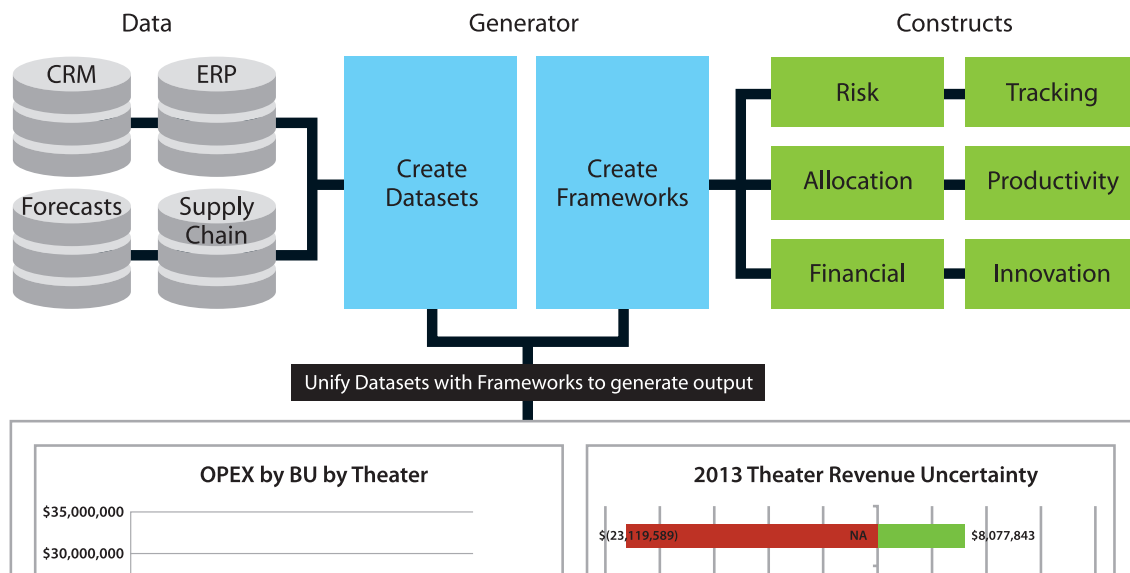 Data
Generator
Constructs
CRM
ERP
Forecasts
Supply
Chain
Create
Datasets
Create
Frameworks
Risk
Tracking
Allocation
Productivity
Financial
Innovation
Unify Datasets with Frameworks to generate output
OPEX by BU by Theater
$35,000,000
$30,000,000
2013 Theater Revenue Uncertainty
$(23,119,589)
NA
$8,077,843